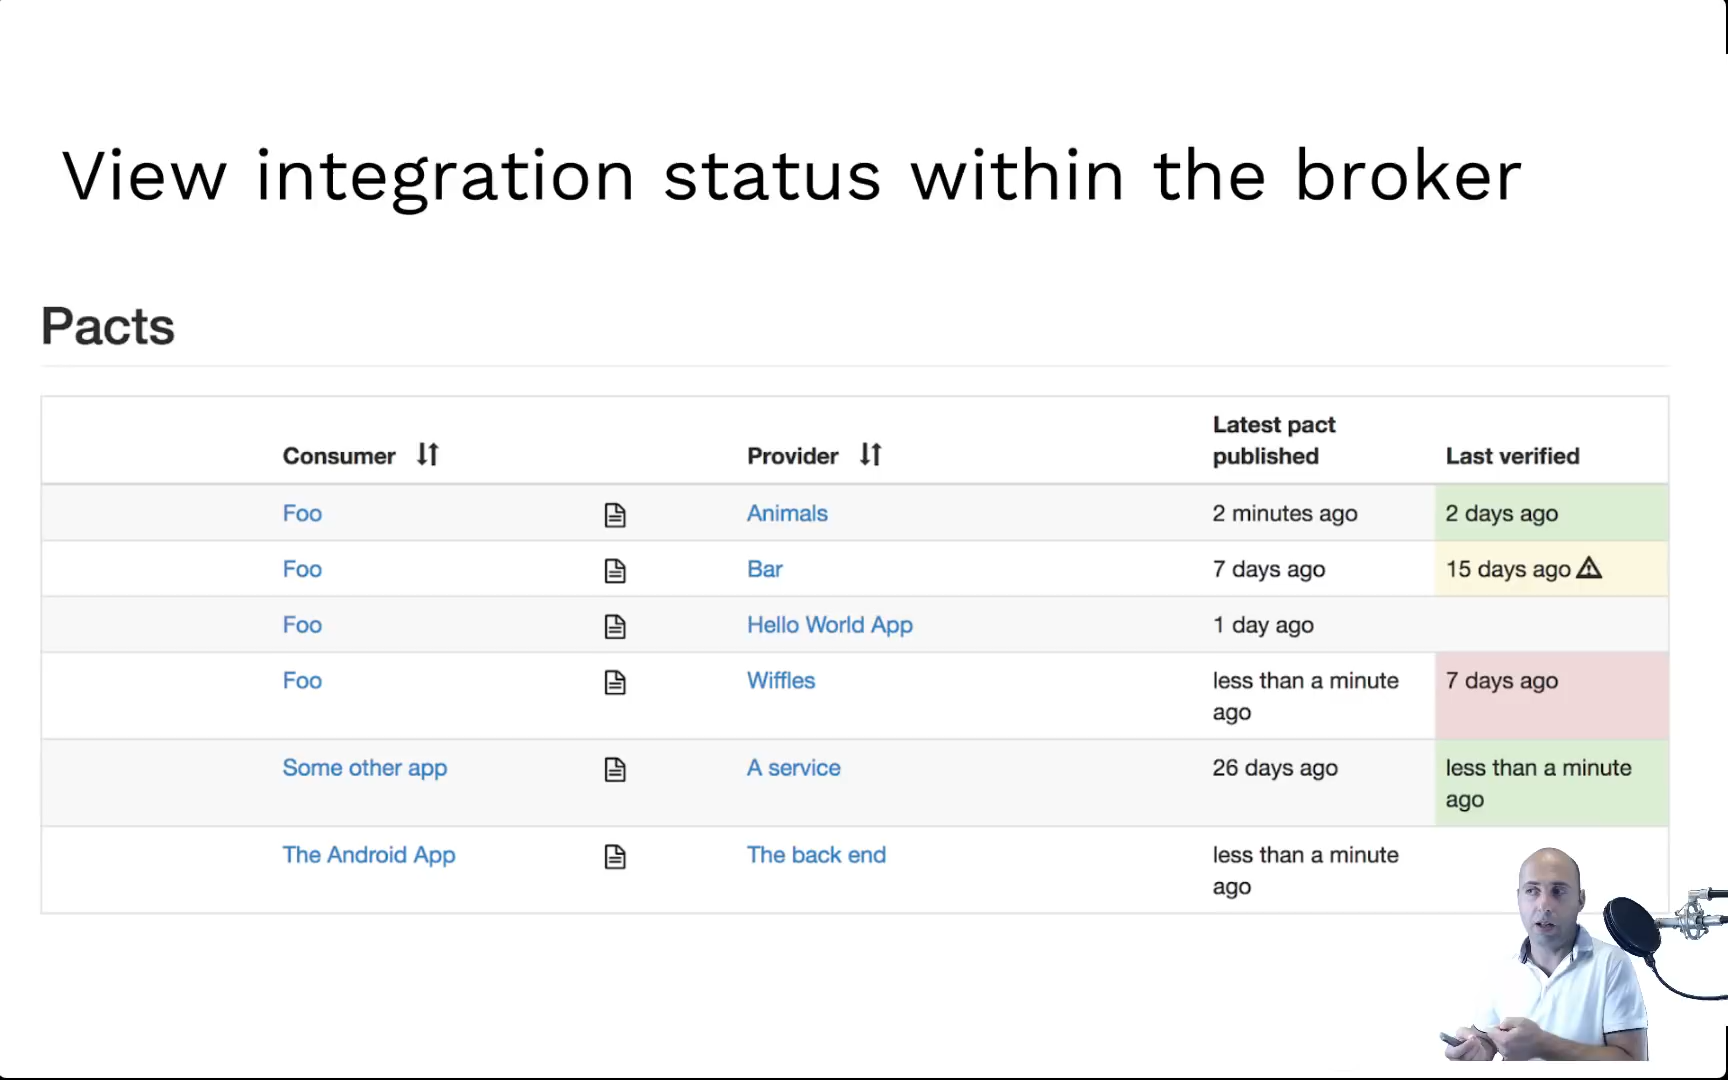 View integration status within the broker
Pacts
Consumer Provider Latest pact published Last verified
Foo Animals 2 minutes ago 2 days ago
Foo Bar 7 days ago 15 days ago
Foo Hello World App 1 day ago
Foo Wiffles less than a minute ago 7 days ago
Some other app A service 26 days ago less than a minute ago
The Android App The back end less than a minute ago